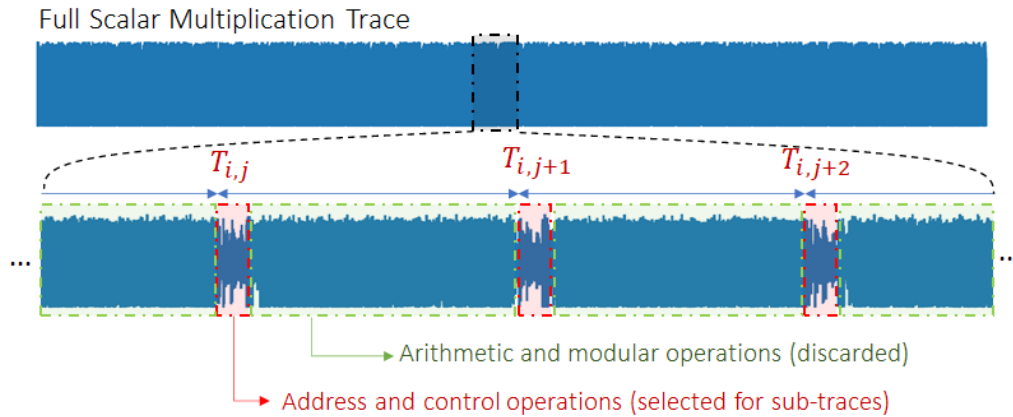 Full Scalar Multiplication Trace
T_{i,j} T_{i,j+1} T_{i,j+2}
... ..
Arithmetic and modular operations (discarded)
Address and control operations (selected for sub-traces)